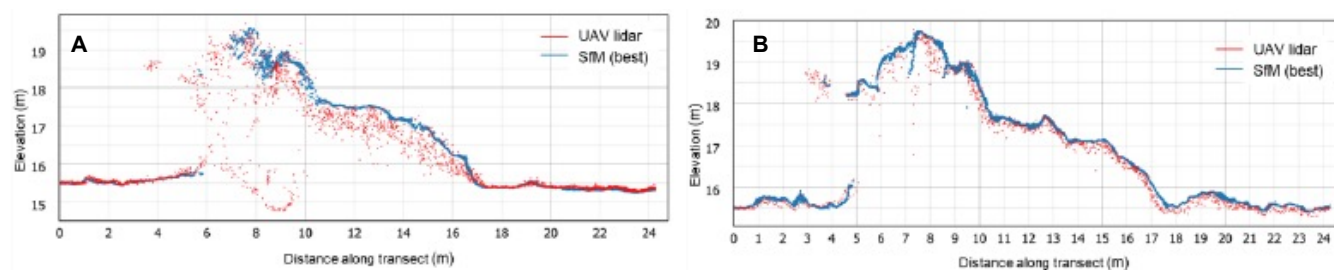 A
UAV lidar
SfM (best)
Elevation (m)
19
18
17
16
15
0 2 4 6 8 10 12 14 16 18 20 22 24
Distance along transect (m)
B
UAV lidar
SfM (best)
Elevation (m)
20
19
18
17
16
0 1 2 3 4 5 6 7 8 9 10 11 12 13 14 15 16 17 18 19 20 21 22 23 24
Distance along transect (m)